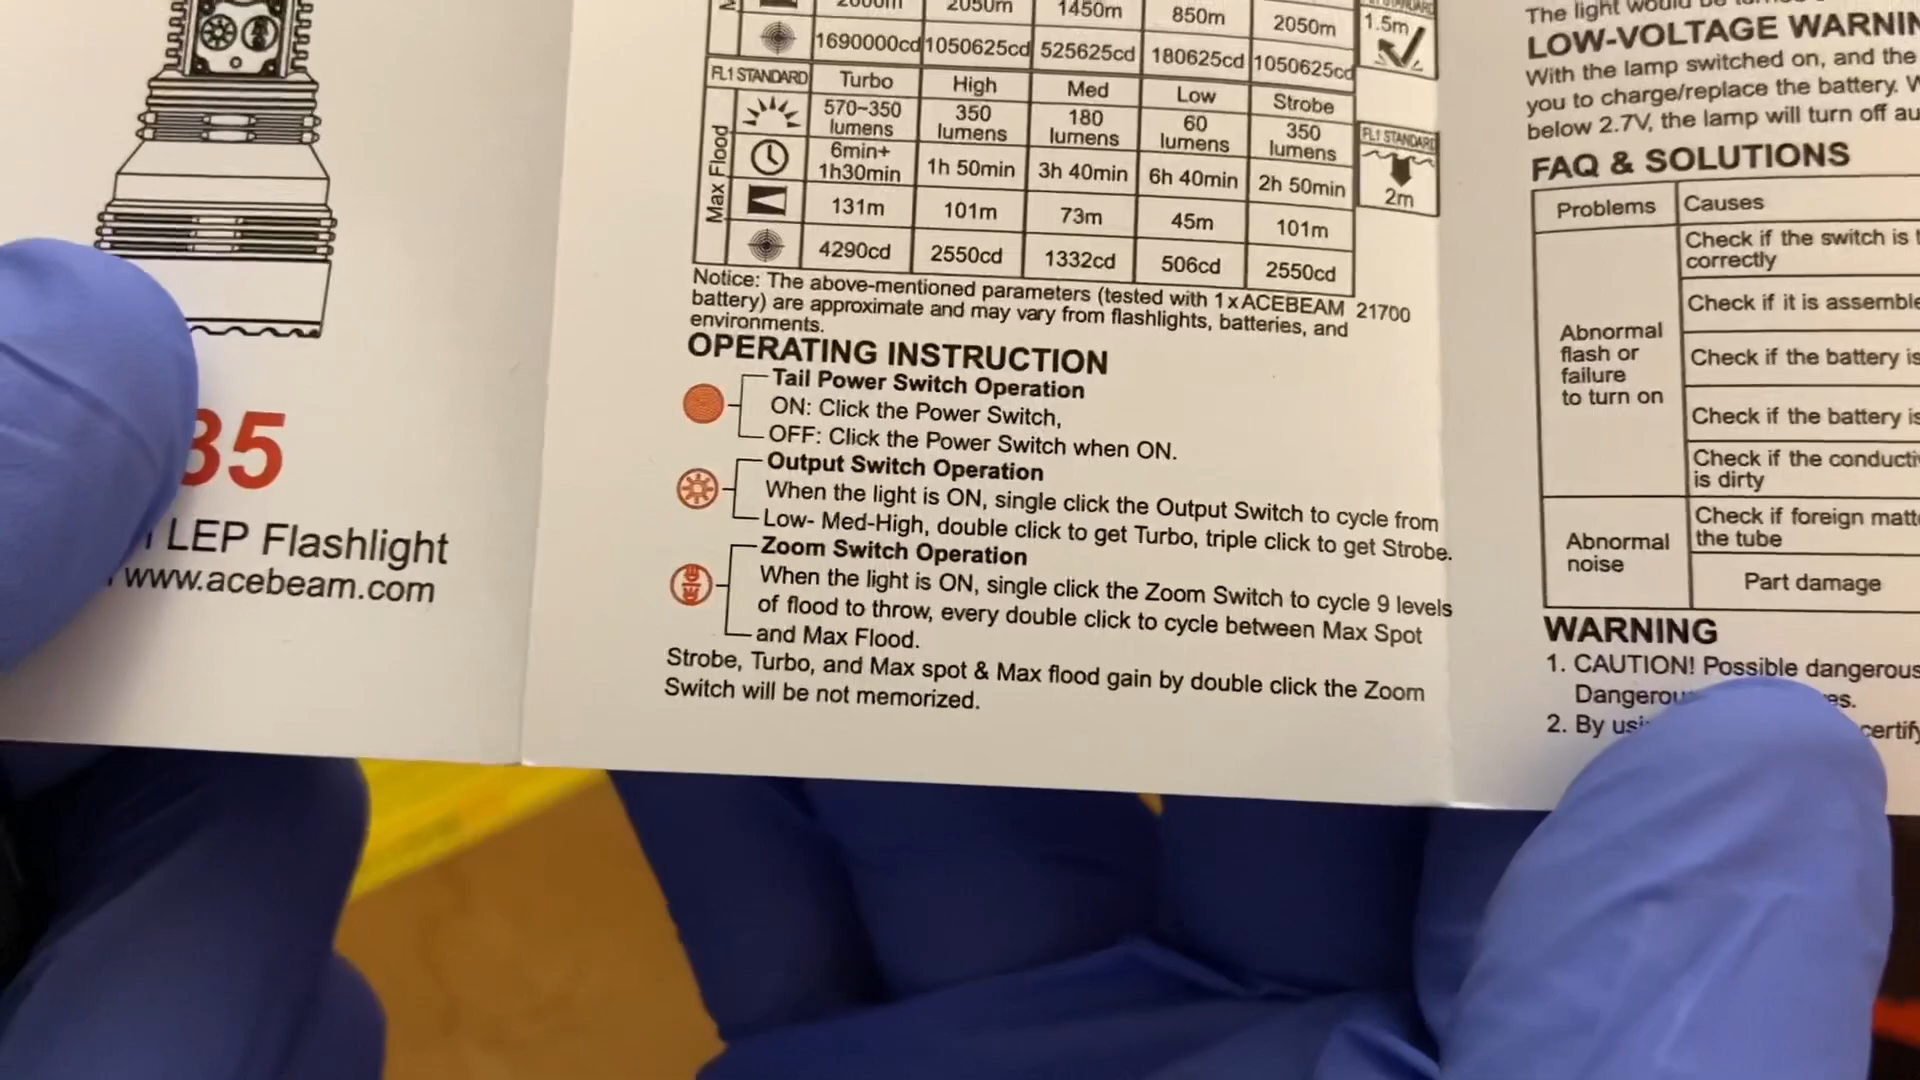 35
LEP Flashlight
www.acebeam.com
2050m 1450m 850m 2050m
1690000cd 1050625cd 525625cd 180625cd 1050625cd
1.5m
FL1 STANDARD Turbo High Med Low Strobe
Max Flood
570~350 lumens 350 lumens 180 lumens 60 lumens 350 lumens
6min+ 1h30min 1h 50min 3h 40min 6h 40min 2h 50min
131m 101m 73m 45m 101m
4290cd 2550cd 1332cd 506cd 2550cd
FL1 STANDARD
2m
Notice: The above-mentioned parameters (tested with 1xACEBEAM 21700
battery) are approximate and may vary from flashlights, batteries, and
environments.
OPERATING INSTRUCTION
Tail Power Switch Operation
ON: Click the Power Switch,
OFF: Click the Power Switch when ON.
Output Switch Operation
When the light is ON, single click the Output Switch to cycle from
Low- Med-High, double click to get Turbo, triple click to get Strobe.
Zoom Switch Operation
When the light is ON, single click the Zoom Switch to cycle 9 levels
of flood to throw, every double click to cycle between Max Spot
and Max Flood.
Strobe, Turbo, and Max spot & Max flood gain by double click the Zoom
Switch will be not memorized.
The light would be
LOW-VOLTAGE
With the lamp switched on, and the
you to charge/replace the battery.
below 2.7V, the lamp will turn off
FAQ & SOLUTIONS
Problems Causes
Abnormal
flash or
failure
to turn on
Check if the switch is
correctly
Check if it is
Check if the battery is
Check if the battery is
Check if the
is dirty
Abnormal
noise
Check if foreign
the tube
Part damage
WARNING
1. CAUTION! Possible dangerous
2. By